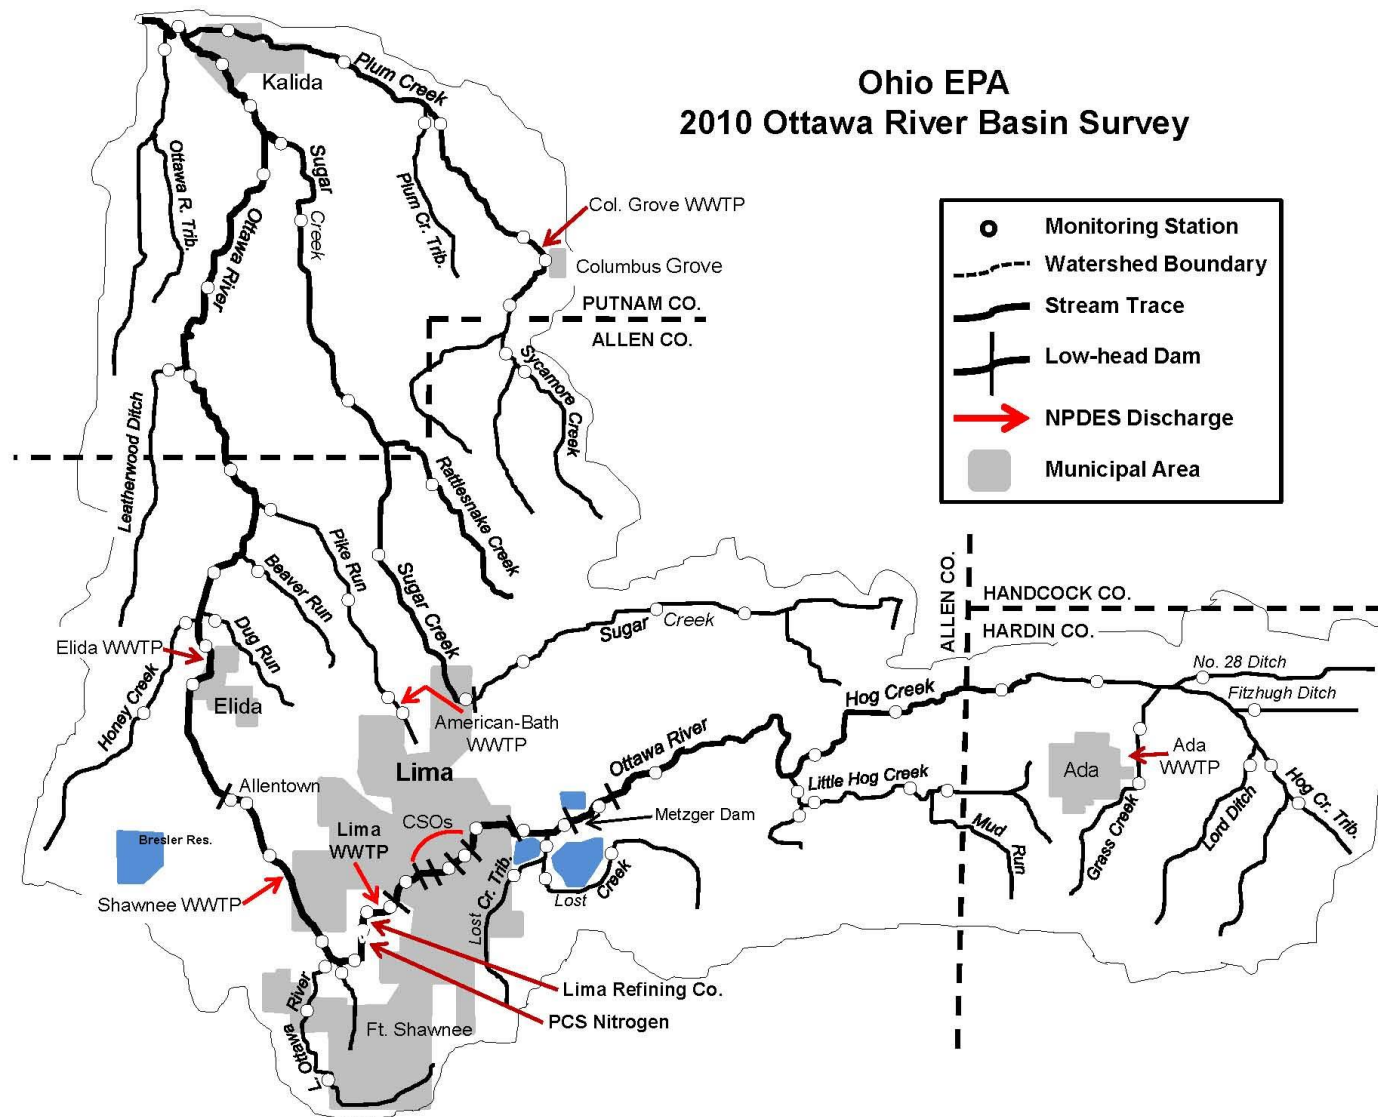 Ohio EPA
2010 Ottawa River Basin Survey
Monitoring Station
Watershed Boundary
Stream Trace
Low-head Dam
NPDES Discharge
Municipal Area
Kalida
Plum Creek
Ottawa R. Trib.
Sugar
Creek
Ottawa River
Plum Cr. Trib.
Col. Grove WWTP
Columbus Grove
PUTNAM CO.
ALLEN CO.
Sycamore Creek
Leatherwood Ditch
Rattlesnake Creek
Pike Run
Beaver Run
Sugar Creek
Dug Run
Elida WWTP
Honey Creek
Elida
American-Bath
WWTP
Sugar Creek
ALLEN CO.
HANDCOCK CO.
HARDIN CO.
No. 28 Ditch
Fitzhugh Ditch
Hog Creek
Ottawa River
Ada
WWTP
Ada
Little Hog Creek
Mud
Run
Grass Creek
Lord Ditch
Hog Cr. Trib.
Lima
Allentown
Metzger Dam
CSOs
Lima
WWTP
Bresler Res.
Shawnee WWTP
Lost Cr. Trib.
Lost Creek
Lima Refining Co.
PCS Nitrogen
Ft. Shawnee
L. Ottawa River